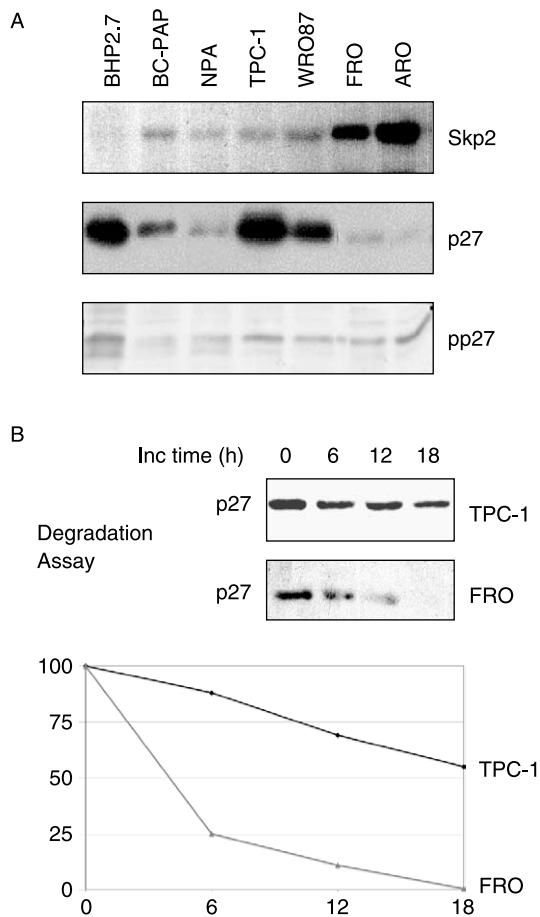 A
BHP2.7 BC-PAP NPA TPC-1 WRO87 FRO ARO
Skp2
p27
pp27
B
Inc time (h) 0 6 12 18
p27 TPC-1
Degradation
Assay
p27 FRO
100
75
50
25
0
TPC-1
FRO
0 6 12 18